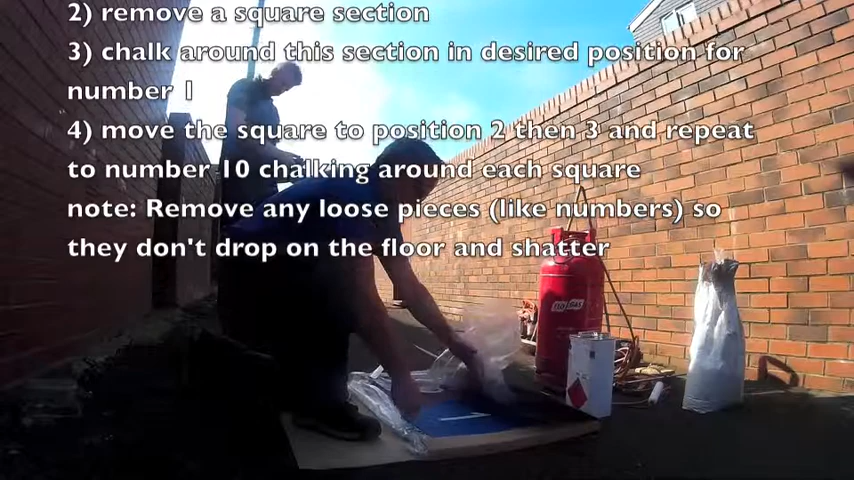 2) remove a square section
3) chalk around this section in desired position for
number 1
4) move the square to position 2 then 3 and repeat
to number 10 chalking around each square
note: Remove any loose pieces (like numbers) so
they don't drop on the floor and shatter